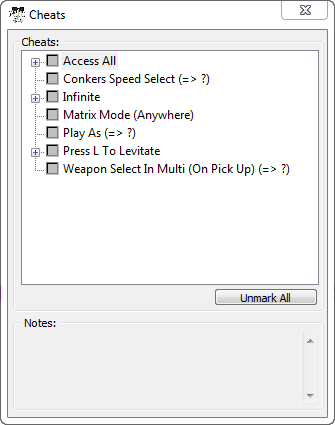 Cheats
Cheats:
Access All
Conkers Speed Select (=> ?)
Infinite
Matrix Mode (Anywhere)
Play As (=> ?)
Press L To Levitate
Weapon Select In Multi (On Pick Up) (=> ?)
Unmark All
Notes: